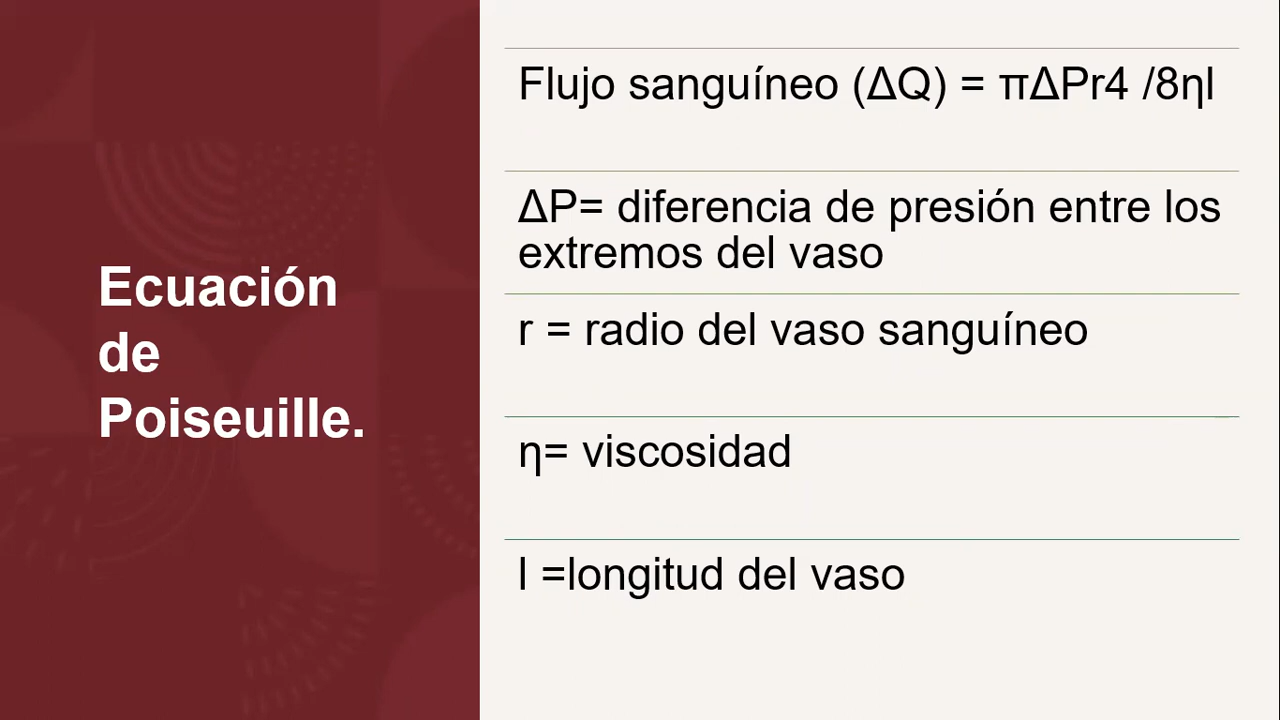 Ecuación
de
Poiseuille.
Flujo sanguíneo (ΔQ) = πΔPr4 /8ηl
ΔP= diferencia de presión entre los
extremos del vaso
r = radio del vaso sanguíneo
η= viscosidad
l =longitud del vaso